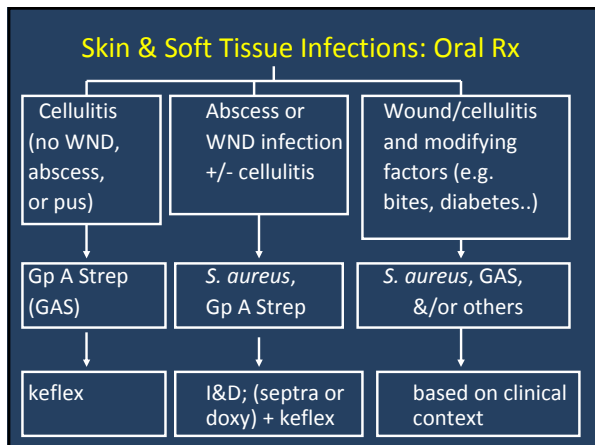 Skin & Soft Tissue Infections: Oral Rx
Cellulitis
(no WND,
abscess,
or pus)
Abscess or
WND infection
+/- cellulitis
Wound/cellulitis
and modifying
factors (e.g.
bites, diabetes..)
Gp A Strep
(GAS)
S. aureus,
Gp A Strep
S. aureus, GAS,
&/or others
keflex
I&D; (septra or
doxy) + keflex
based on clinical
context